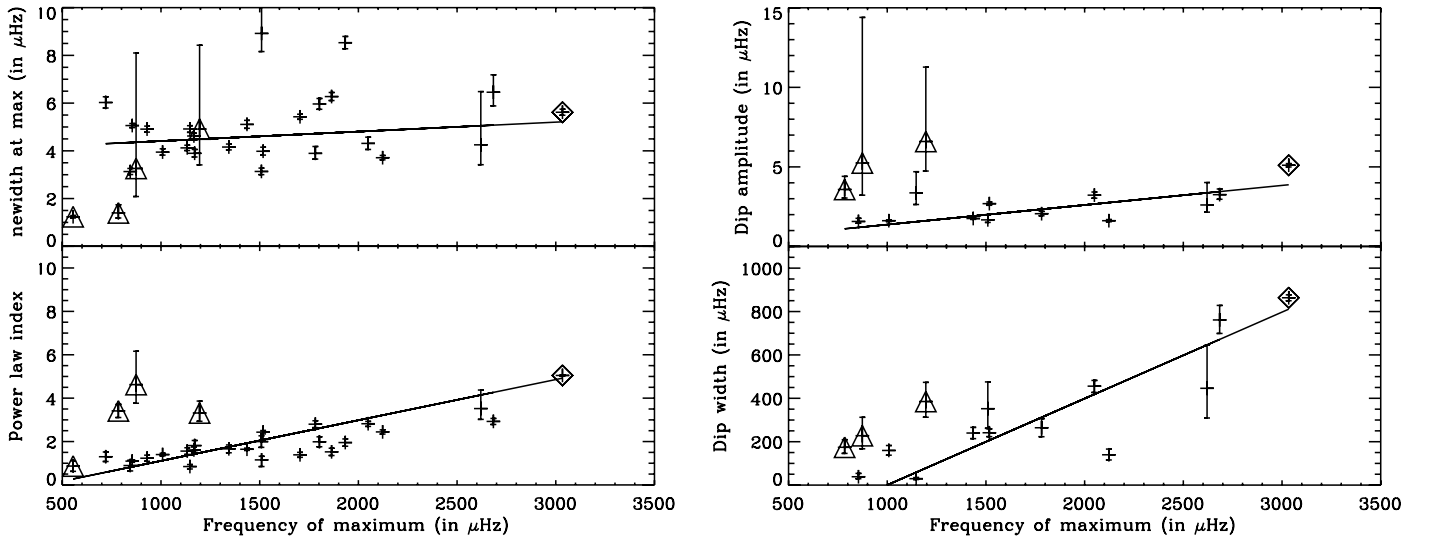 newidth at max (in μHz)
10
8
6
4
2
0
Power law index
10
8
6
4
2
0
500 1000 1500 2000 2500 3000 3500
Frequency of maximum (in μHz)
Dip amplitude (in μHz)
15
10
5
0
Dip width (in μHz)
1000
800
600
400
200
0
500 1000 1500 2000 2500 3000 3500
Frequency of maximum (in μHz)